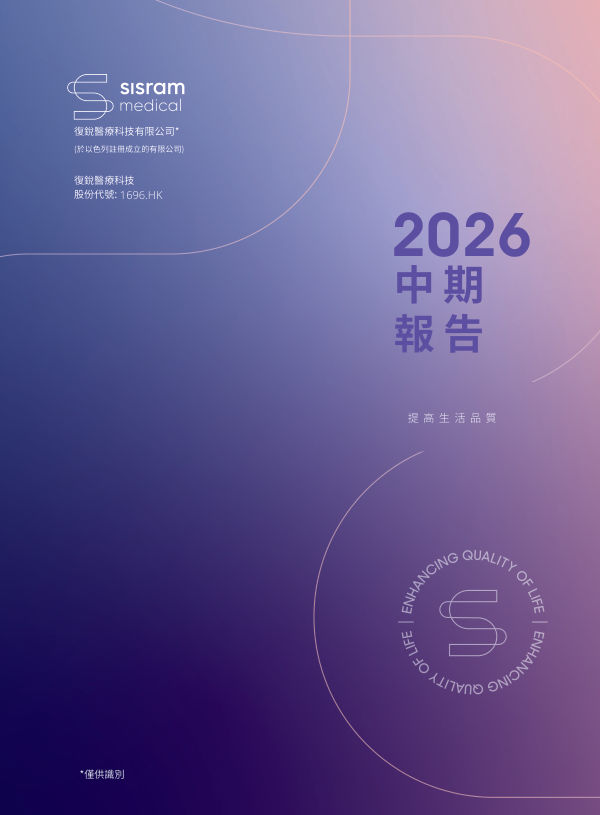 sısram
medical
復銳醫療科技有限公司*
(於以色列註冊成立的有限公司)
復銳醫療科技
股份代號: 1696.HK
2026
中期
報告
提高生活品質
ENHANCING QUALITY OF LIFE | ENHANCING QUALITY OF LIFE |
*僅供識別